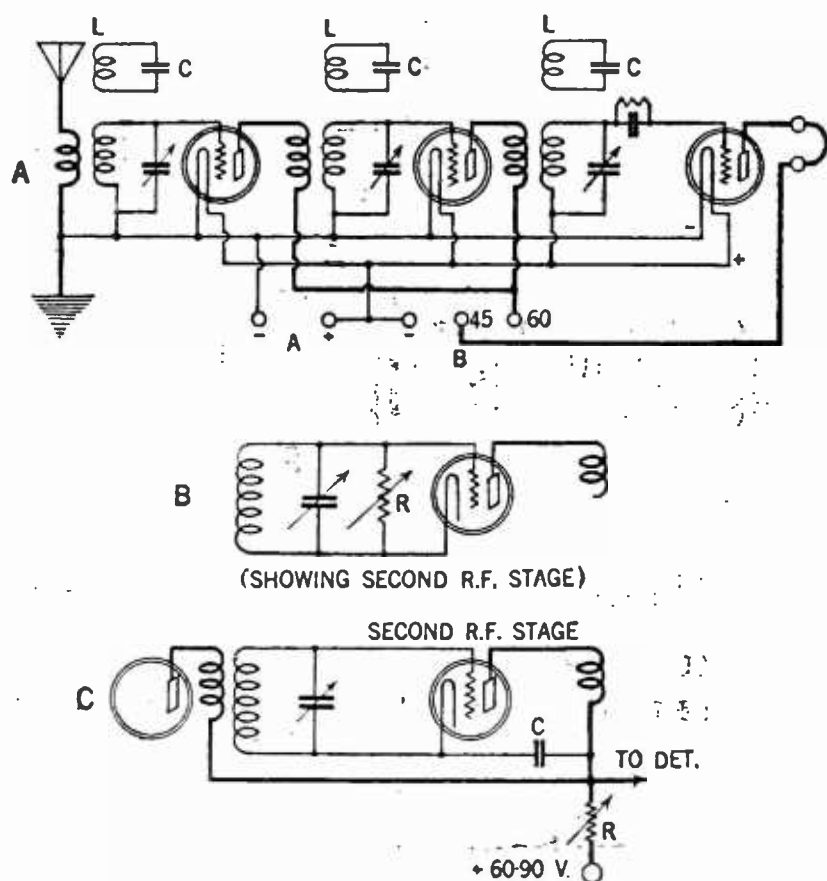 L C L C L C
A
- +
- + - 45 60
A B
B R
(SHOWING SECOND R.F. STAGE)
SECOND R.F. STAGE
C
C
TO DET.
R
+ 60-90 V.